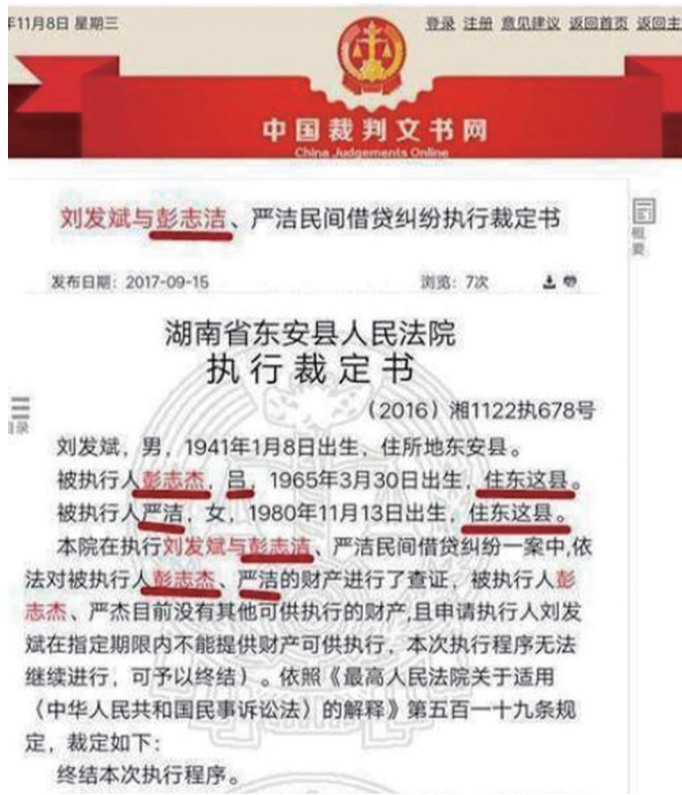 年11月8日 星期三
登录 注册 意见建议 返回首页 返回主
中国裁判文书网
China Judgements Online
刘发斌与彭志洁、严洁民间借贷纠纷执行裁定书
概要
发布日期：2017-09-15
浏览：7次
湖南省东安县人民法院
执行裁定书
（2016）湘1122执678号
目录
刘发斌，男，1941年1月8日出生，住所地东安县。
被执行人彭志杰，吕，1965年3月30日出生，住东这县。
被执行人严洁，女，1980年11月13日出生，住东这县。
本院在执行刘发斌与彭志洁、严洁民间借贷纠纷一案中,依
法对被执行人彭志杰、严洁的财产进行了查证，被执行人彭
志杰、严杰目前没有其他可供执行的财产,且申请执行人刘发
斌在指定期限内不能提供财产可供执行，本次执行程序无法
继续进行，可予以终结）。依照《最高人民法院关于适用
（中华人民共和国民事诉讼法）的解释》第五百一十九条规
定，裁定如下：
终结本次执行程序。